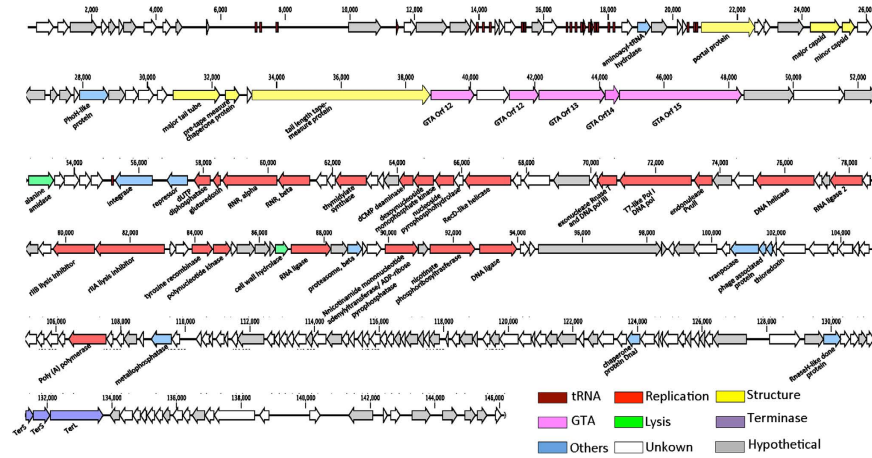 2,000 4,000 6,000 8,000 10,000 12,000 14,000 16,000 18,000 20,000 22,000 24,000 26,000
aminoacyl-tRNA
hydrolase
portal protein
major capsid
minor capsid
28,000 30,000 32,000 34,000 36,000 38,000 40,000 42,000 44,000 46,000 48,000 50,000 52,000
PhoH-like
protein
major tail tube
pre-tape measure
chaperone protein
tail length tape-
measure protein
GTA Orf 12
GTA Orf 12
GTA Orf 13
GTA Orf14
GTA Orf 15
54,000 56,000 58,000 60,000 62,000 64,000 66,000 68,000 70,000 72,000 74,000 76,000 78,000
alanine
amidase
integrase
repressor
dUTP
diphosphatase
glutaredoxin
RNR, alpha
RNR, beta
thymidylate
synthase
dCMP deaminase
deoxynucleoside
monophosphate kinase
nucleoside
pyrophosphohydrolase
RecD-like helicase
exonuclease RNase T
and DNA pol III
T7-like Pol I
DNA pol
endonuclease
PvuII
DNA helicase
RNA ligase 2
80,000 82,000 84,000 86,000 88,000 90,000 92,000 94,000 96,000 98,000 100,000 102,000 104,000
rIIB lysis inhibitor
rIIA lysis inhibitor
tyrosine recombinase
polynucleotide kinase
cell wall hydrolase
RNA ligase
proteasome, beta
Nnicotinamide mononucleotide
adenylyltransferase/ ADP-ribose
pyrophosphatase
nicotinate
phosphoribosyltrasferase
DNA ligase
tranposase
phage associated
protein
thioredoxin
106,000 108,000 110,000 112,000 114,000 116,000 118,000 120,000 122,000 124,000 126,000 128,000 130,000
Poly (A) polymerase
metallophosphatase
chaperone
protein DnaJ
RnaseH-like done
protein
132,000 134,000 136,000 138,000 140,000 142,000 144,000 146,000
TerS
TerS
TerL
tRNA Replication Structure
GTA Lysis Terminase
Others Unkown Hypothetical